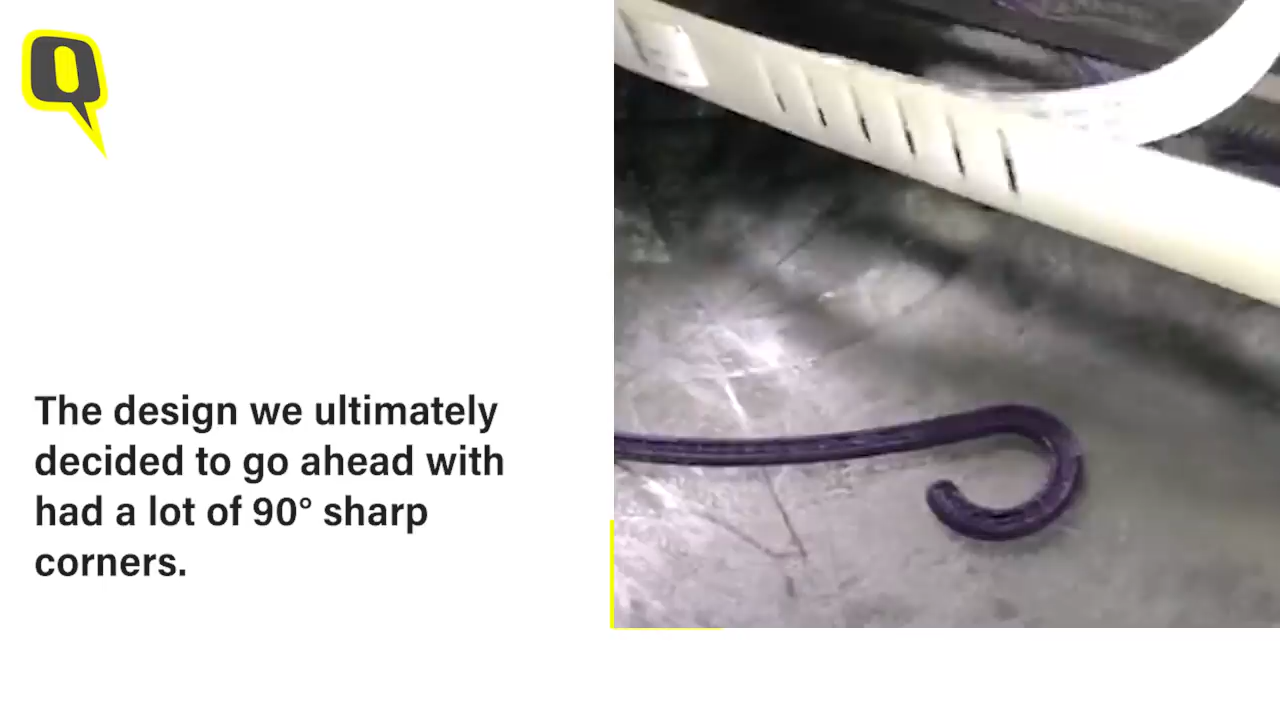 Q
The design we ultimately
decided to go ahead with
had a lot of 90° sharp
corners.